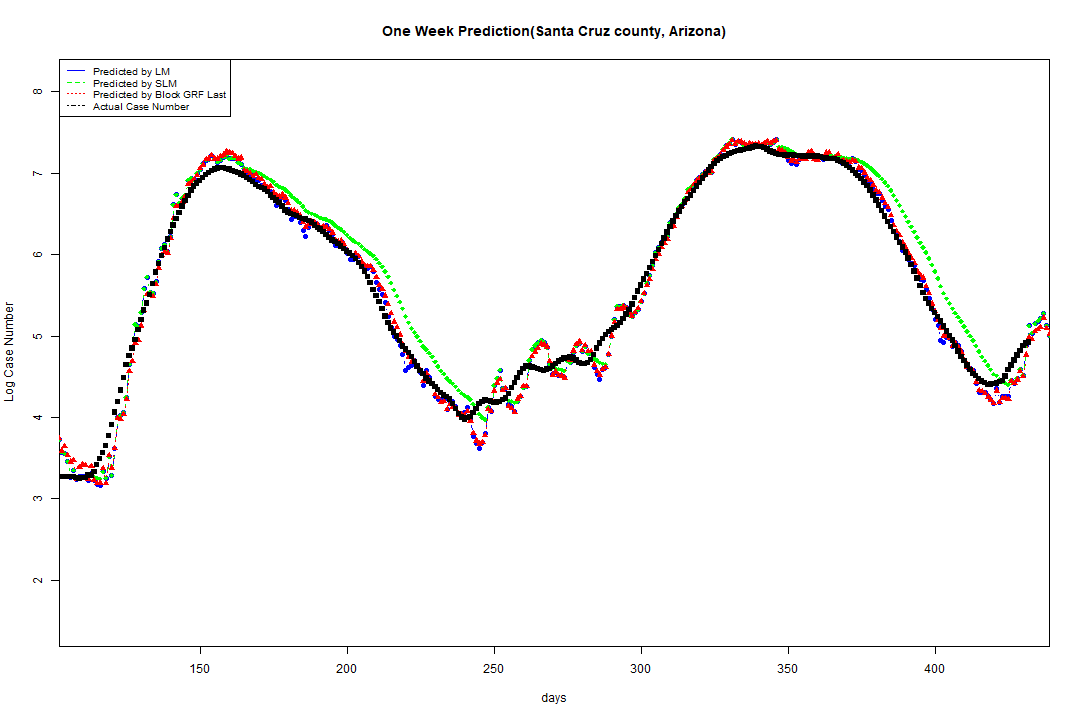 One Week Prediction(Santa Cruz county, Arizona)
Predicted by LM
Predicted by SLM
Predicted by Block GRF Last
Actual Case Number
8
7
6
5
4
3
2
Log Case Number
150 200 250 300 350 400
days